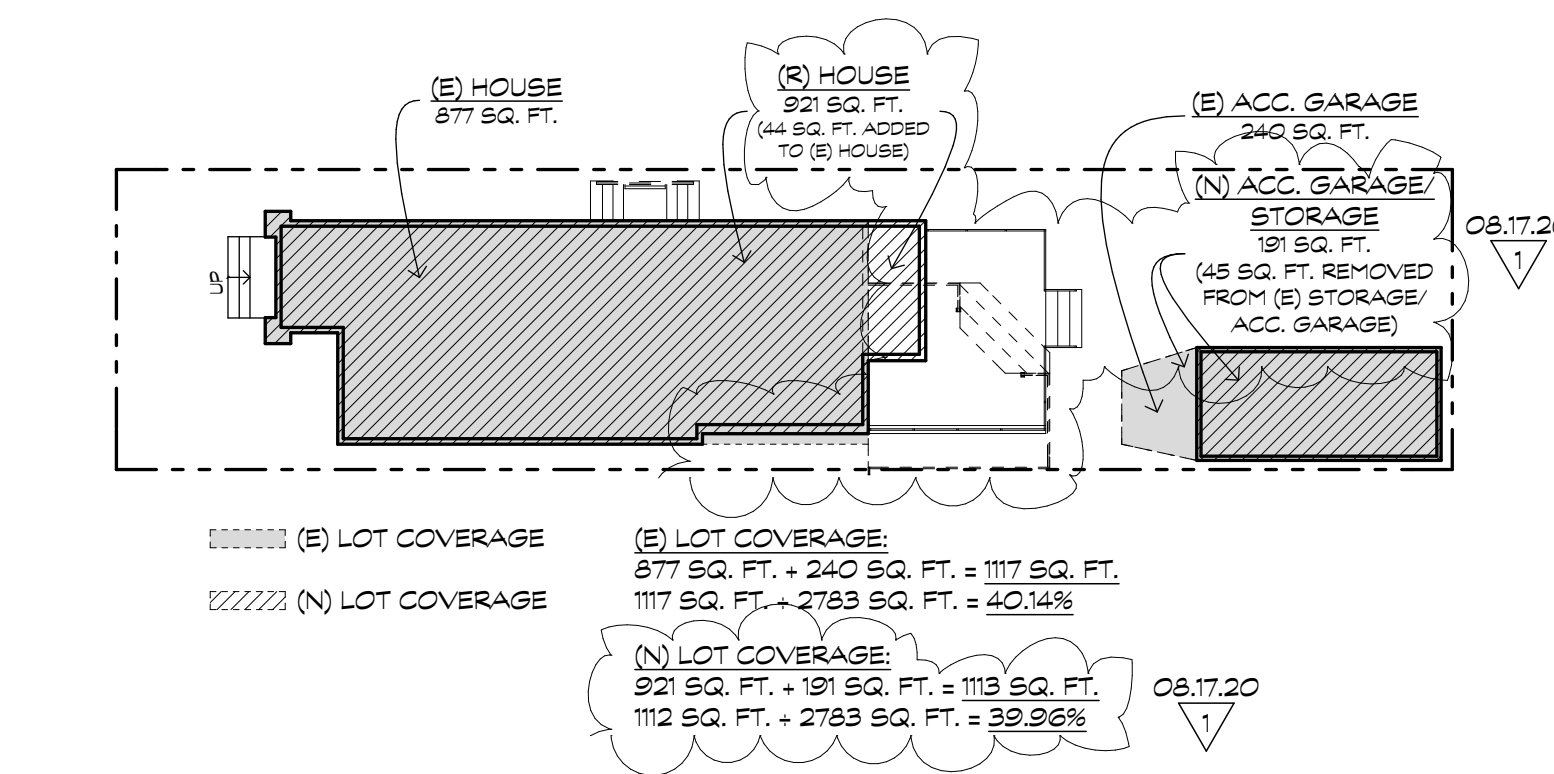 (E) HOUSE
877 SQ. FT.
(R) HOUSE
921 SQ. FT.
(44 SQ. FT. ADDED
TO (E) HOUSE)
(E) ACC. GARAGE
240 SQ. FT.
(N) ACC. GARAGE/
STORAGE
191 SQ. FT.
(45 SQ. FT. REMOVED
FROM (E) STORAGE/
ACC. GARAGE)
08.17.20
1
UP
(E) LOT COVERAGE
(N) LOT COVERAGE
(E) LOT COVERAGE:
877 SQ. FT. + 240 SQ. FT. = 1117 SQ. FT.
1117 SQ. FT. ÷ 2783 SQ. FT. = 40.14%
(N) LOT COVERAGE:
921 SQ. FT. + 191 SQ. FT. = 1113 SQ. FT.
1112 SQ. FT. ÷ 2783 SQ. FT. = 39.96%
08.17.20
1